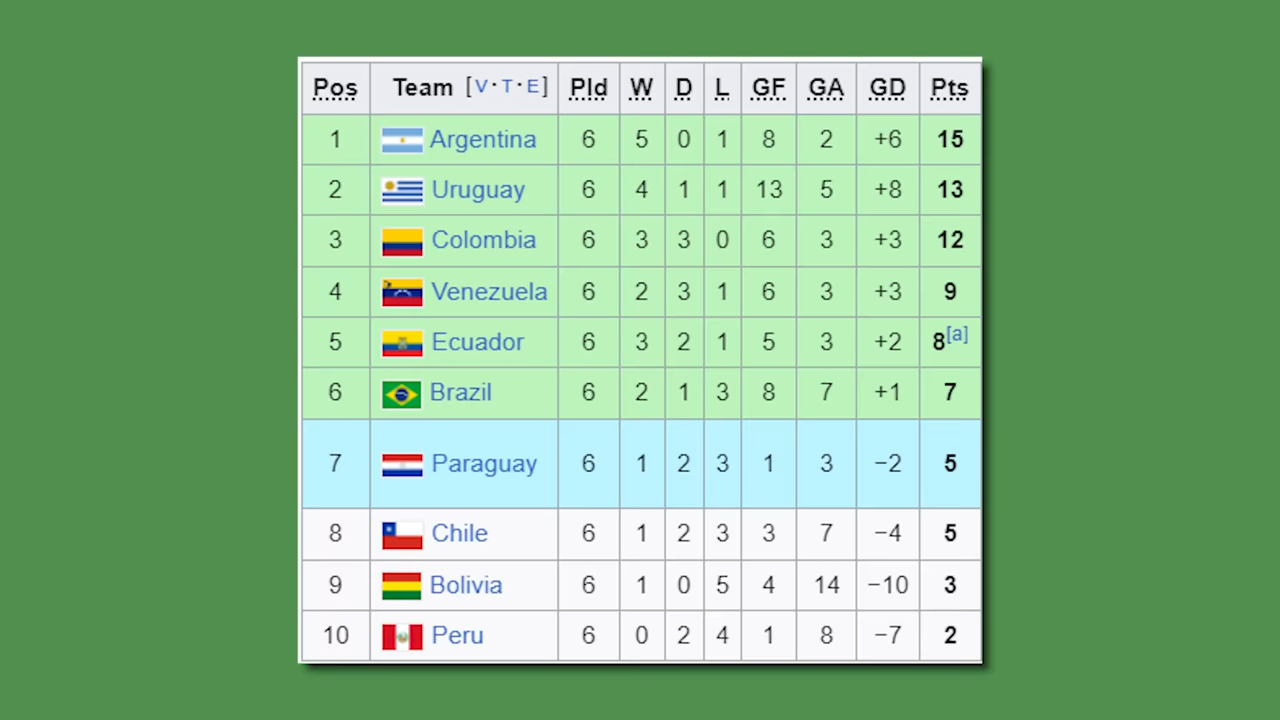 Pos Team [V·T·E] Pld W D L GF GA GD Pts
1 Argentina 6 5 0 1 8 2 +6 15
2 Uruguay 6 4 1 1 13 5 +8 13
3 Colombia 6 3 3 0 6 3 +3 12
4 Venezuela 6 2 3 1 6 3 +3 9
5 Ecuador 6 3 2 1 5 3 +2 8[a]
6 Brazil 6 2 1 3 8 7 +1 7
7 Paraguay 6 1 2 3 1 3 −2 5
8 Chile 6 1 2 3 3 7 −4 5
9 Bolivia 6 1 0 5 4 14 −10 3
10 Peru 6 0 2 4 1 8 −7 2